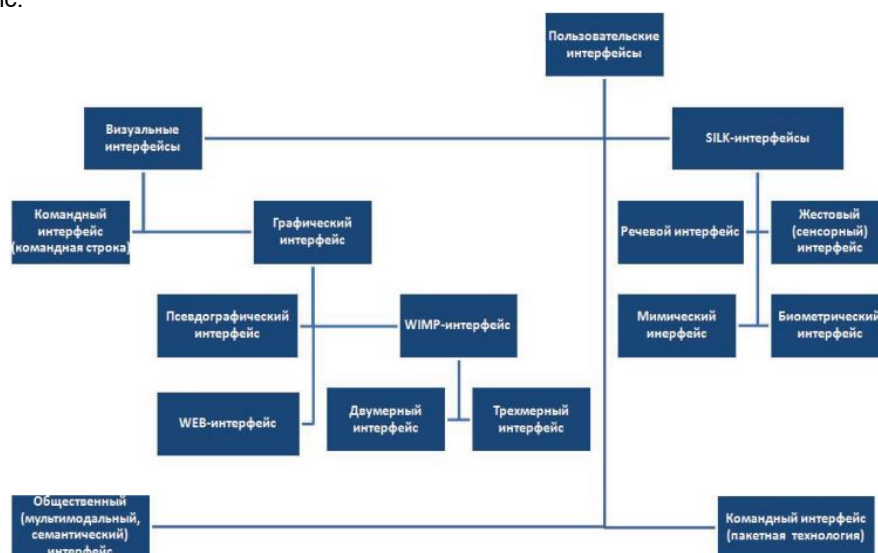 йс.
Пользовательские
интерфейсы
Визуальные
интерфейсы
SILK-интерфейсы
Командный
интерфейс
(командная строка)
Графический
интерфейс
Речевой интерфейс
Жестовый
(сенсорный)
интерфейс
Псевдографический
интерфейс
WIMP-интерфейс
Мимический
инерфейс
Биометрический
интерфейс
WEB-интерфейс
Двумерный
интерфейс
Трехмерный
интерфейс
Общественный
(мультимодальный,
семантический)
интерфейс
Командный интерфейс
(пакетная технология)